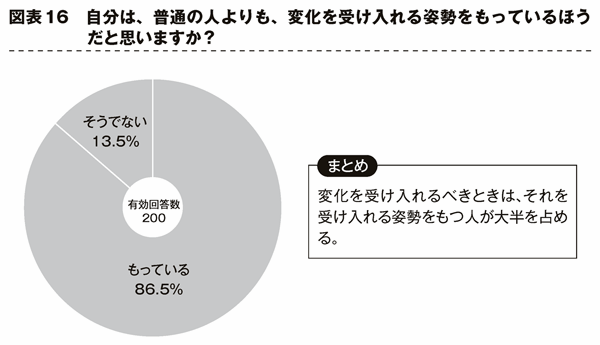 図表16 自分は、普通の人よりも、変化を受け入れる姿勢をもっているほう
だと思いますか？
そうでない
13.5%
有効回答数
200
もっている
86.5%
まとめ
変化を受け入れるべきときは、それを
受け入れる姿勢をもつ人が大半を占め
る。